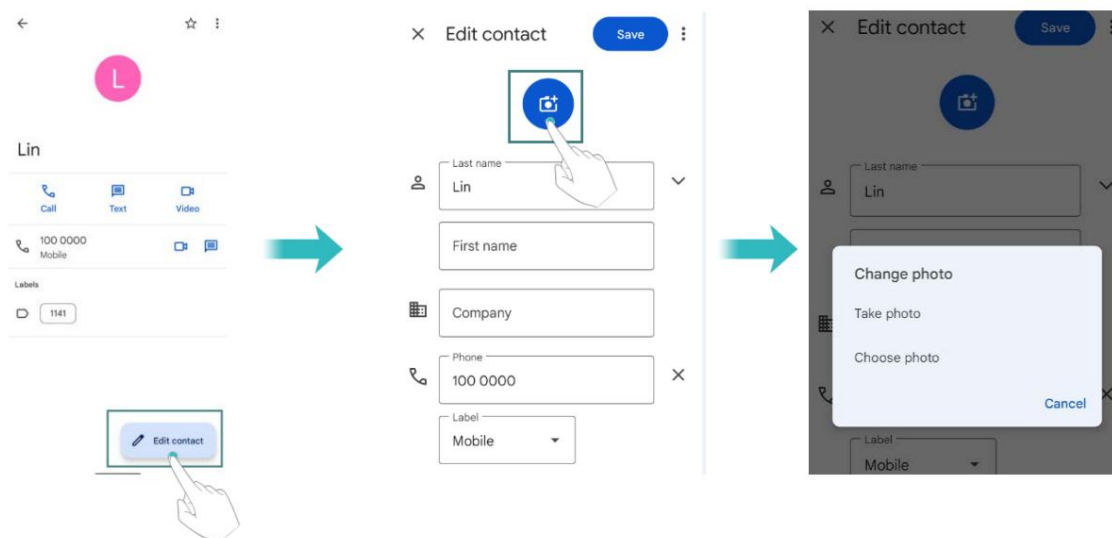 L
Lin
Call Text Video
100 0000
Mobile
Labels
1141
Edit contact
Edit contact Save
Last name
Lin
First name
Company
Phone
100 0000
Label
Mobile
Edit contact Save
Last name
Lin
Change photo
Take photo
Choose photo
Cancel
Label
Mobile